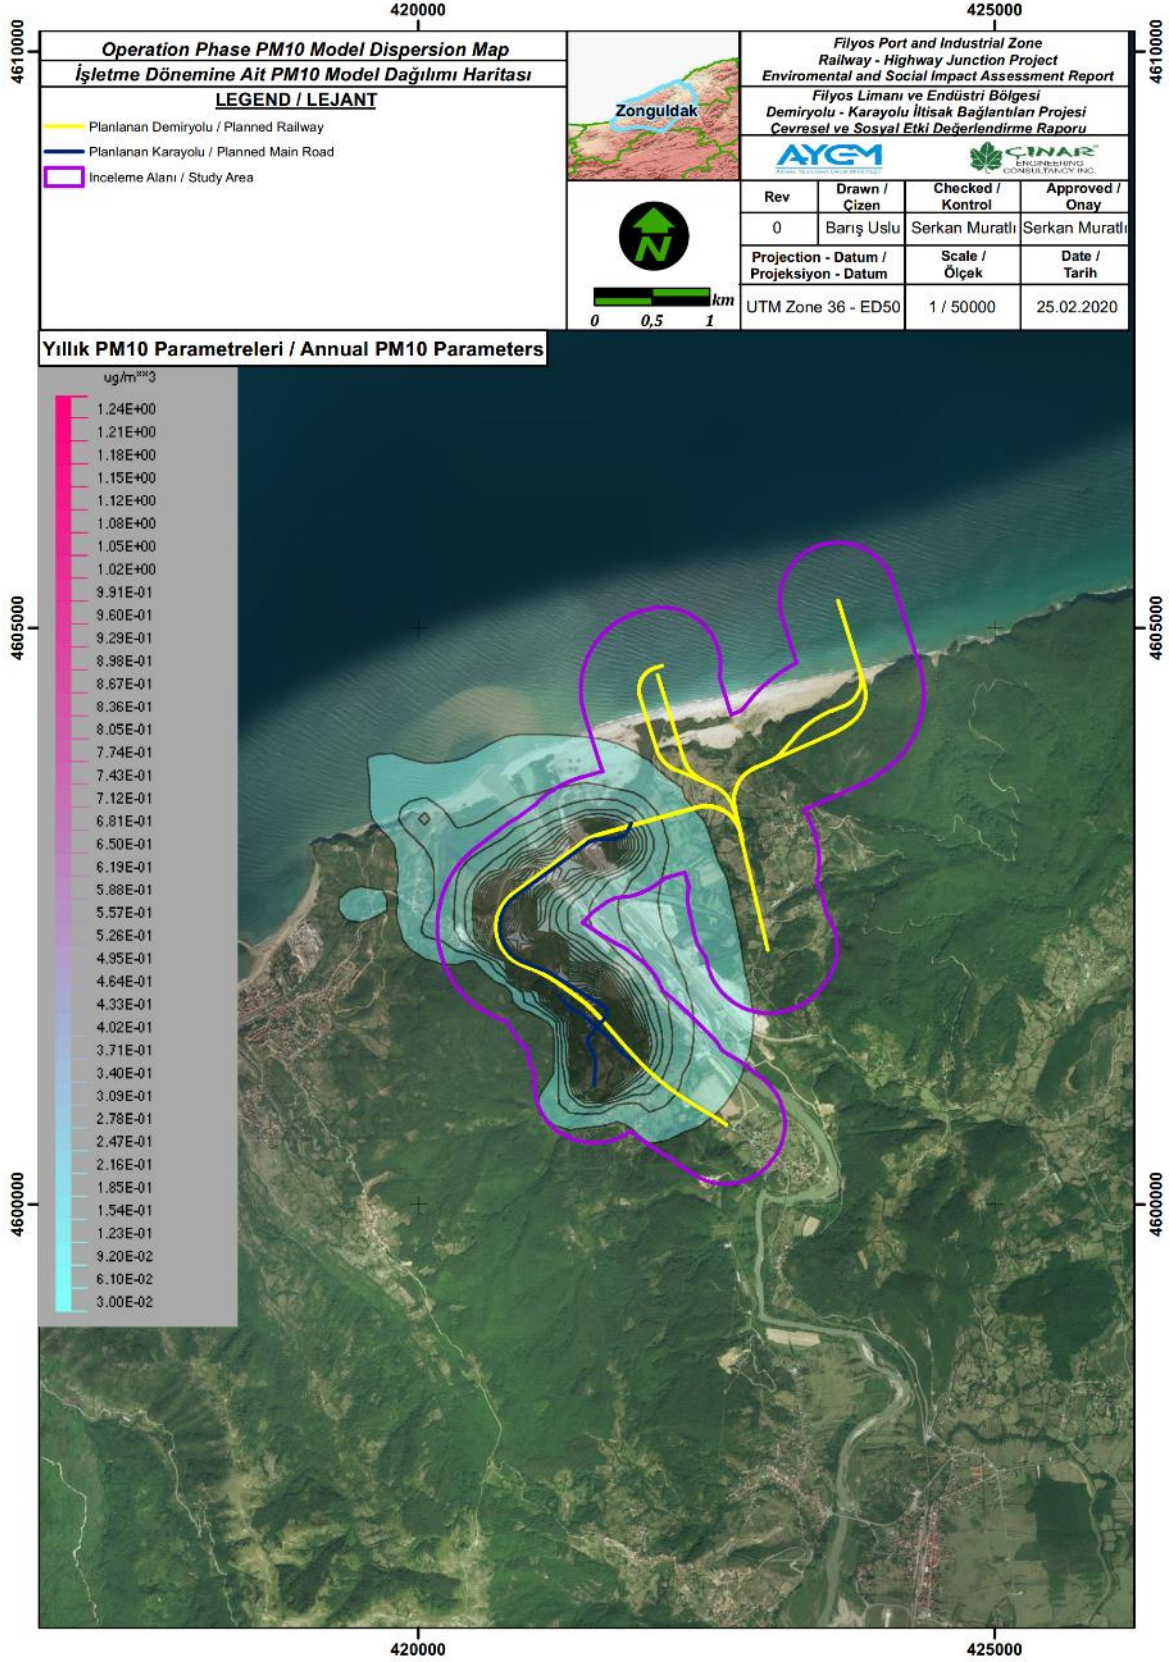 420000
425000
4610000
4610000
Operation Phase PM10 Model Dispersion Map
İşletme Dönemine Ait PM10 Model Dağılımı Haritası
LEGEND / LEJANT
Planlanan Demiryolu / Planned Railway
Planlanan Karayolu / Planned Main Road
Inceleme Alanı / Study Area
Zonguldak
N
km
0 0,5 1
Filyos Port and Industrial Zone
Railway - Highway Junction Project
Enviromental and Social Impact Assessment Report
Filyos Limanı ve Endüstri Bölgesi
Demiryolu - Karayolu İltisak Bağlantıları Projesi
Çevresel ve Sosyal Etki Değerlendirme Raporu
AYGM
ÇINAR
ENGINEERING
CONSULTANCY INC.
Rev
Drawn / Çizen
Checked / Kontrol
Approved / Onay
0
Barış Uslu
Serkan Muratlı
Serkan Muratlı
Projection - Datum / Projeksiyon - Datum
Scale / Ölçek
Date / Tarih
UTM Zone 36 - ED50
1 / 50000
25.02.2020
Yıllık PM10 Parametreleri / Annual PM10 Parameters
ug/m**3
1.24E+00
1.21E+00
1.18E+00
1.15E+00
1.12E+00
1.08E+00
1.05E+00
1.02E+00
9.91E-01
9.60E-01
9.29E-01
8.98E-01
8.67E-01
8.36E-01
8.05E-01
7.74E-01
7.43E-01
7.12E-01
6.81E-01
6.50E-01
6.19E-01
5.88E-01
5.57E-01
5.26E-01
4.95E-01
4.64E-01
4.33E-01
4.02E-01
3.71E-01
3.40E-01
3.09E-01
2.78E-01
2.47E-01
2.16E-01
1.85E-01
1.54E-01
1.23E-01
9.20E-02
6.10E-02
3.00E-02
4605000
4605000
4600000
4600000
420000
425000